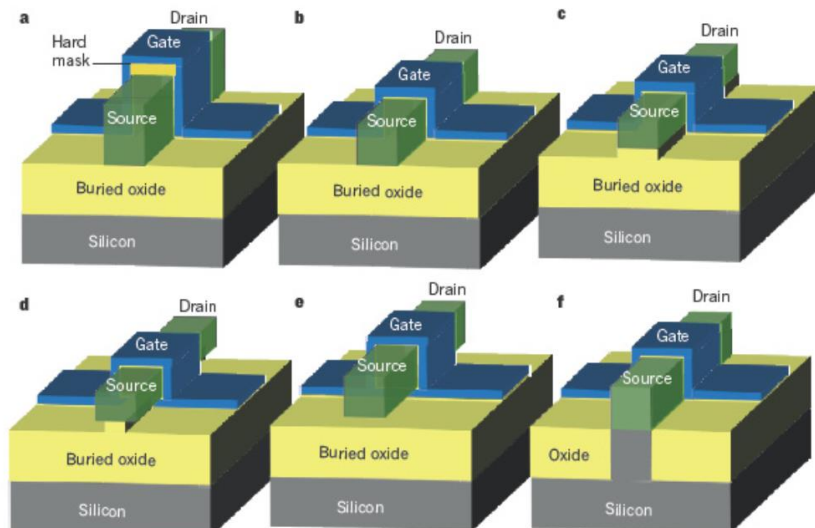 a
Drain
Hard
mask
Gate
Source
Buried oxide
Silicon
b
Drain
Gate
Source
Buried oxide
Silicon
c
Drain
Gate
Source
Buried oxide
Silicon
d
Drain
Gate
Source
Buried oxide
Silicon
e
Drain
Gate
Source
Buried oxide
Silicon
f
Drain
Gate
Source
Oxide
Silicon